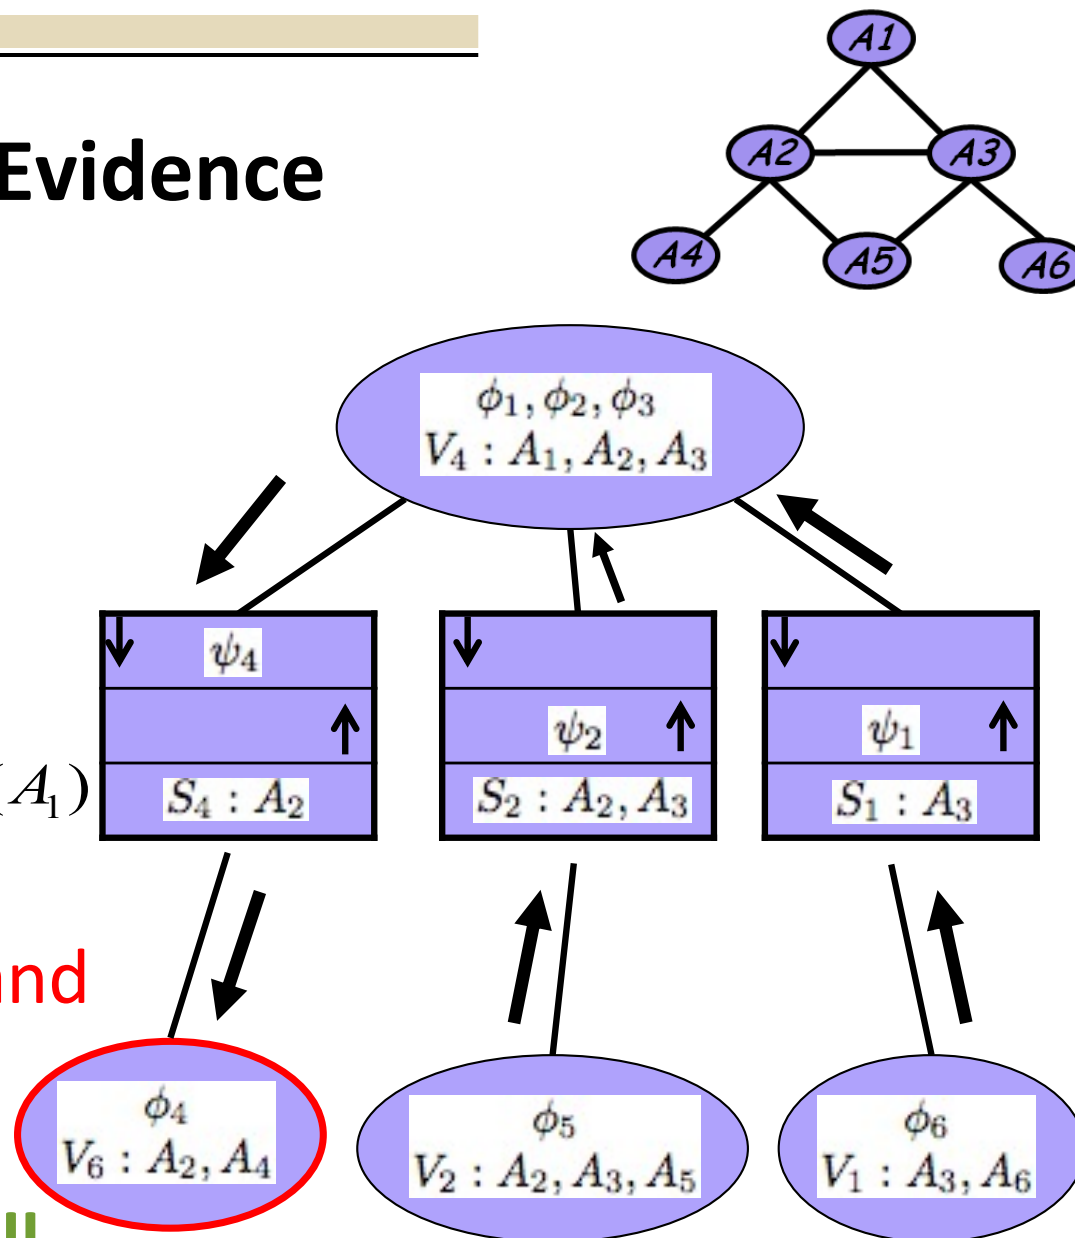 A1
Evidence
A2
A3
A4
A5
A6
ϕ₁, ϕ₂, ϕ₃
V₄ : A₁, A₂, A₃
ψ₄
ψ₂
ψ₁
(A₁)
S₄ : A₂
S₂ : A₂, A₃
S₁ : A₃
ϕ₄
V₆ : A₂, A₄
ϕ₅
V₂ : A₂, A₃, A₅
ϕ₆
V₁ : A₃, A₆